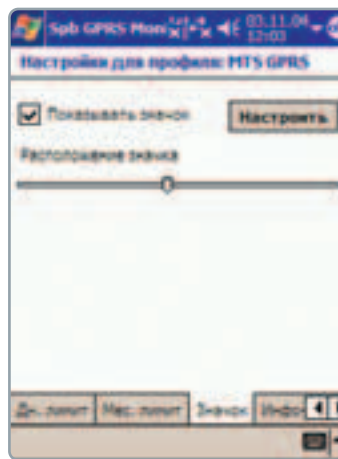 Spb GPRS Moni 03.11.04
12:03
Настройки для профиля: MTS GPRS
Показывать значок Настроить
Расположение значка
Дн. лимит Мес. лимит Значок Инфо